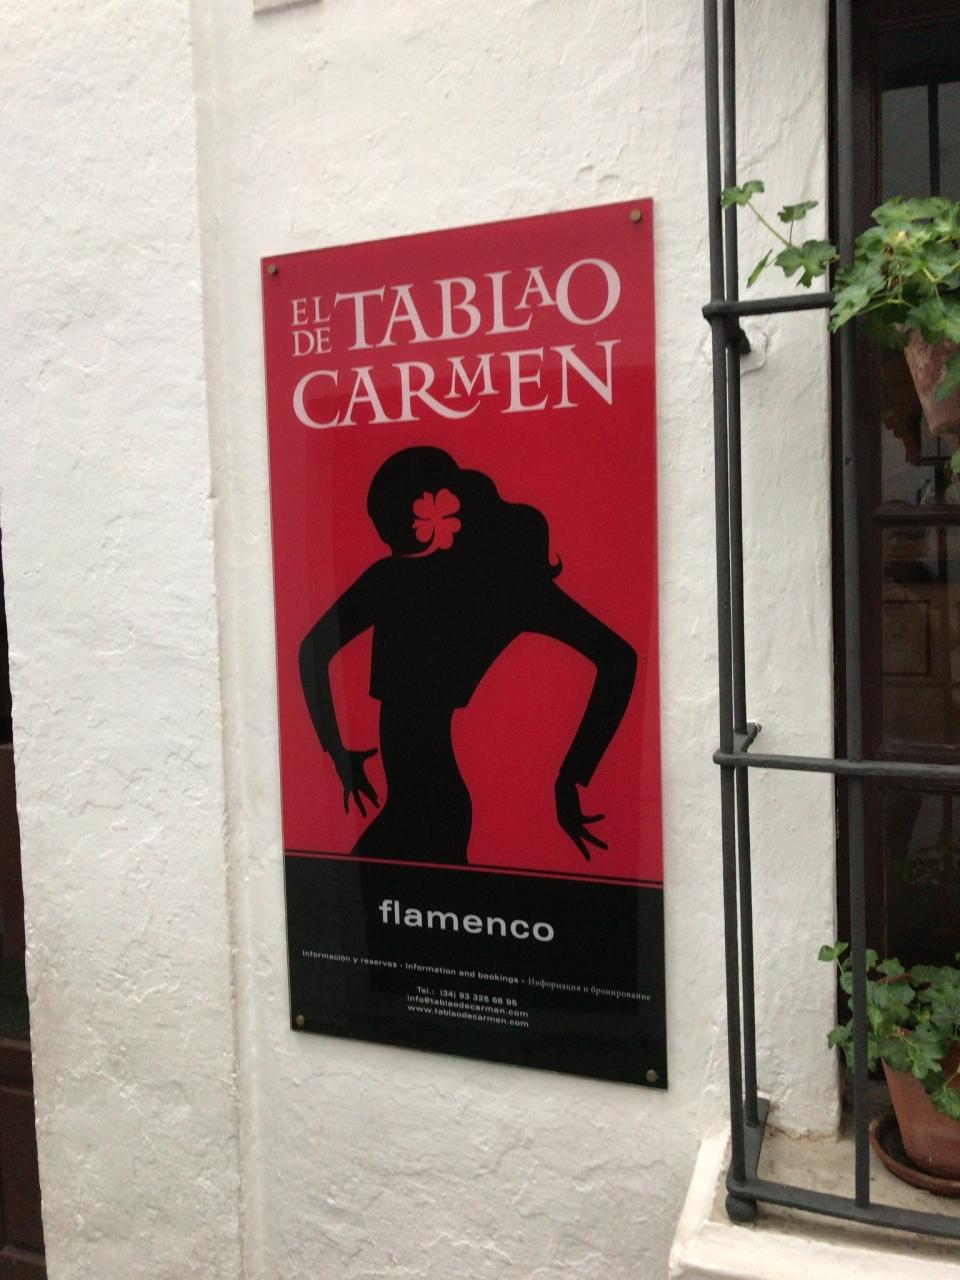 EL TABLAO
DE
CARMEN
flamenco
Información y reservas - Information and bookings - Информация и бронирование
Tel.: (34) 93 325 68 95
info@tablaodecarmen.com
www.tablaodecarmen.com